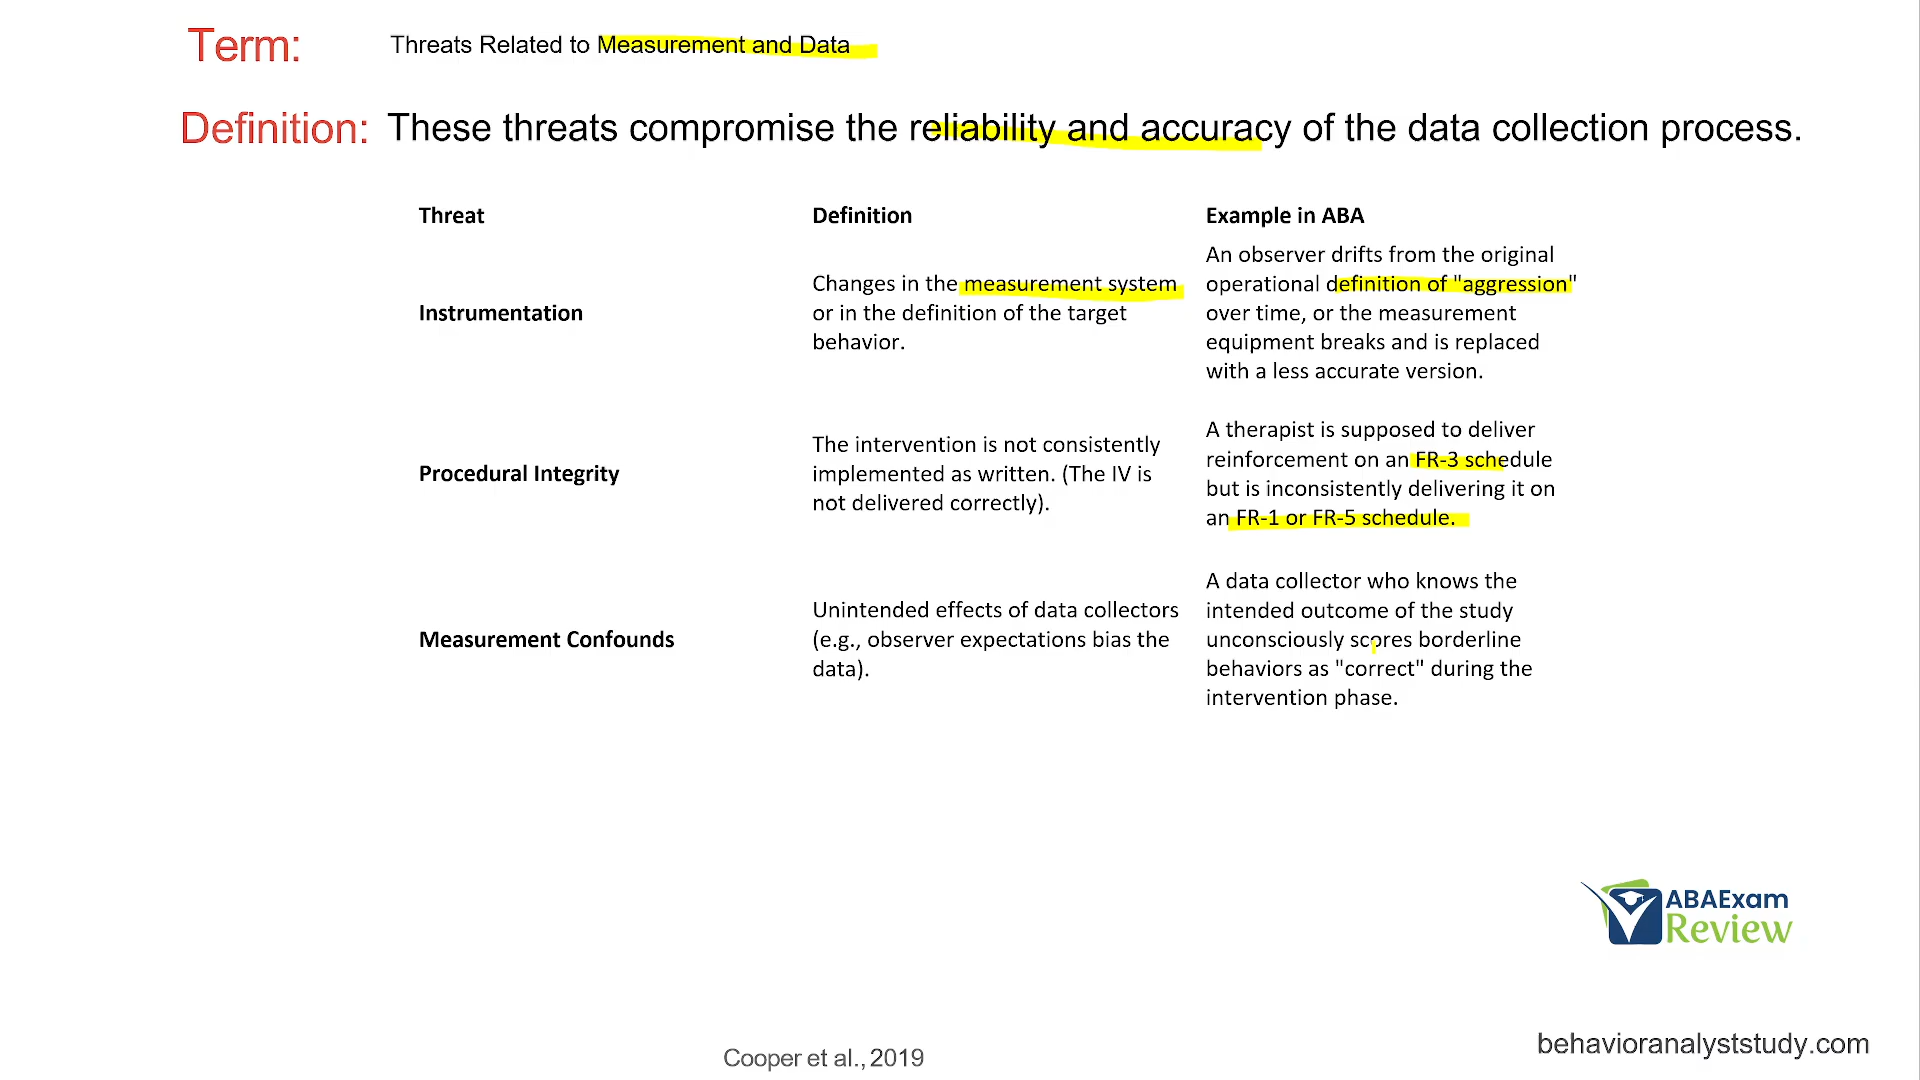 Term: Threats Related to Measurement and Data
Definition: These threats compromise the reliability and accuracy of the data collection process.
Threat Definition Example in ABA
Instrumentation
Changes in the measurement system
or in the definition of the target
behavior.
An observer drifts from the original
operational definition of "aggression"
over time, or the measurement
equipment breaks and is replaced
with a less accurate version.
Procedural Integrity
The intervention is not consistently
implemented as written. (The IV is
not delivered correctly).
A therapist is supposed to deliver
reinforcement on an FR-3 schedule
but is inconsistently delivering it on
an FR-1 or FR-5 schedule.
Measurement Confounds
Unintended effects of data collectors
(e.g., observer expectations bias the
data).
A data collector who knows the
intended outcome of the study
unconsciously scores borderline
behaviors as "correct" during the
intervention phase.
ABAExam
Review
Cooper et al., 2019
behavioranalyststudy.com